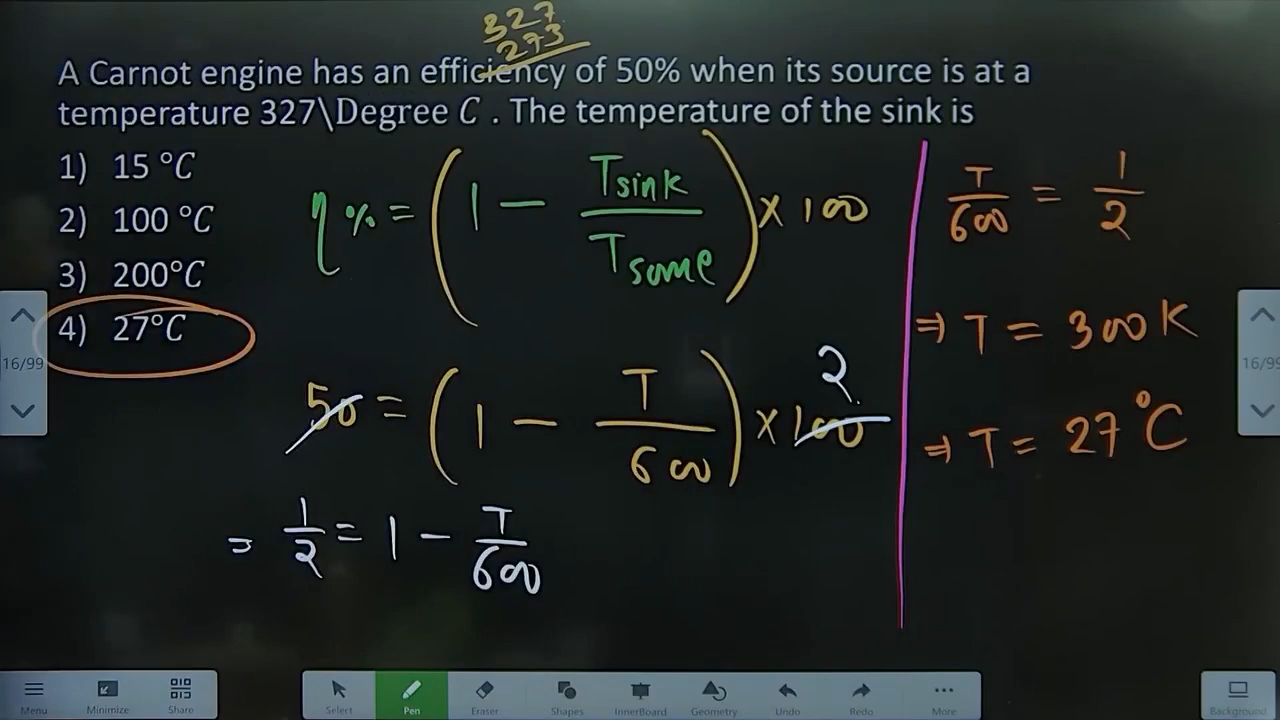 327
273
A Carnot engine has an efficiency of 50% when its source is at a
temperature 327\Degree C . The temperature of the sink is
1) 15 °C
2) 100 °C
3) 200°C
4) 27°C
η % = ( 1 − Tsink / Tsource ) × 100
50 = ( 1 − T / 600 ) × 100 2
= 1/2 = 1 − T/600
T/600 = 1/2
⇒ T = 300 K
⇒ T = 27°C
16/99
16/99
Menu
Minimize
Share
Select
Pen
Eraser
Shapes
InnerBoard
Geometry
Undo
Redo
More
Background